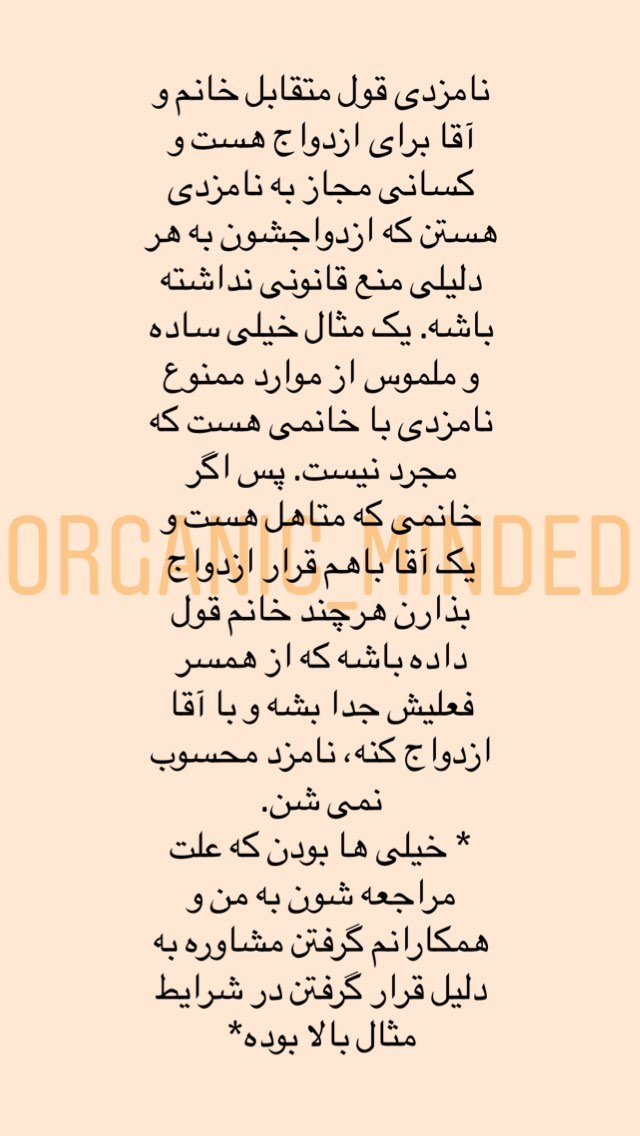 نامزدی قول متقابل خانم و
آقا برای ازدواج هست و
کسانی مجاز به نامزدی
هستن که ازدواجشون به هر
دلیلی منع قانونی نداشته
باشه. یک مثال خیلی ساده
و ملموس از موارد ممنوع
نامزدی با خانمی هست که
مجرد نیست. پس اگر
خانمی که متاهل هست و
ORGANIC_MINDED
یک آقا باهم قرار ازدواج
بذارن هرچند خانم قول
داده باشه که از همسر
فعلیش جدا بشه و با آقا
ازدواج کنه، نامزد محسوب
نمی شن.
* خیلی ها بودن که علت
مراجعه شون به من و
همکارانم گرفتن مشاوره به
دلیل قرار گرفتن در شرایط
مثال بالا بوده*